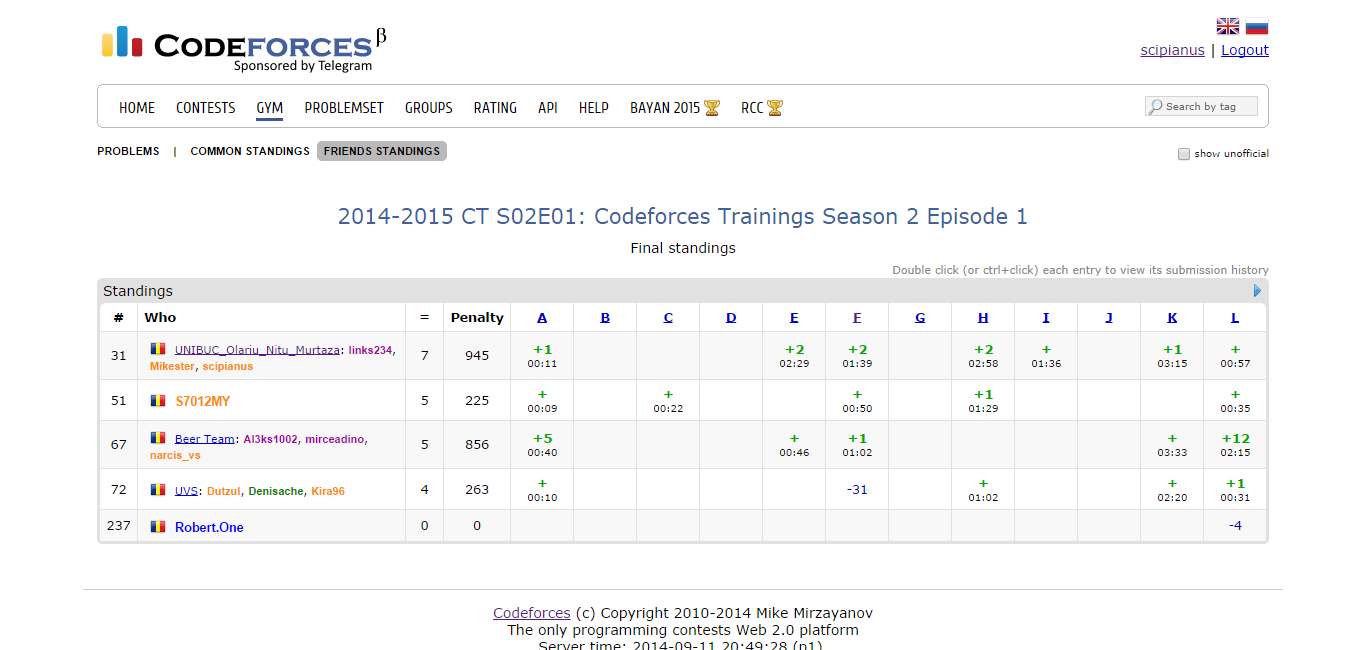 CODEFORCES β
Sponsored by Telegram
scipianus | Logout
HOME CONTESTS GYM PROBLEMSET GROUPS RATING API HELP BAYAN 2015 RCC Search by tag
PROBLEMS | COMMON STANDINGS FRIENDS STANDINGS show unofficial
2014-2015 CT S02E01: Codeforces Trainings Season 2 Episode 1
Final standings
Double click (or ctrl+click) each entry to view its submission history
Standings
# Who = Penalty A B C D E F G H I J K L
31 UNIBUC_Olariu_Nitu_Murtaza: links234, 7 945 +1 +2 +2 +2 + +1 +
Mikester, scipianus 00:11 02:29 01:39 02:58 01:36 03:15 00:57
51 S7012MY 5 225 + + + +1 +
00:09 00:22 00:50 01:29 00:35
67 Beer Team: Al3ks1002, mirceadino, 5 856 +5 + +1 + +12
narcis_vs 00:40 00:46 01:02 03:33 02:15
72 UVS: Dutzul, Denisache, Kira96 4 263 + -31 + + +1
00:10 01:02 02:20 00:31
237 Robert.One 0 0 -4
Codeforces (c) Copyright 2010-2014 Mike Mirzayanov
The only programming contests Web 2.0 platform
Server time: 2014-09-11 20:49:28 (p1)